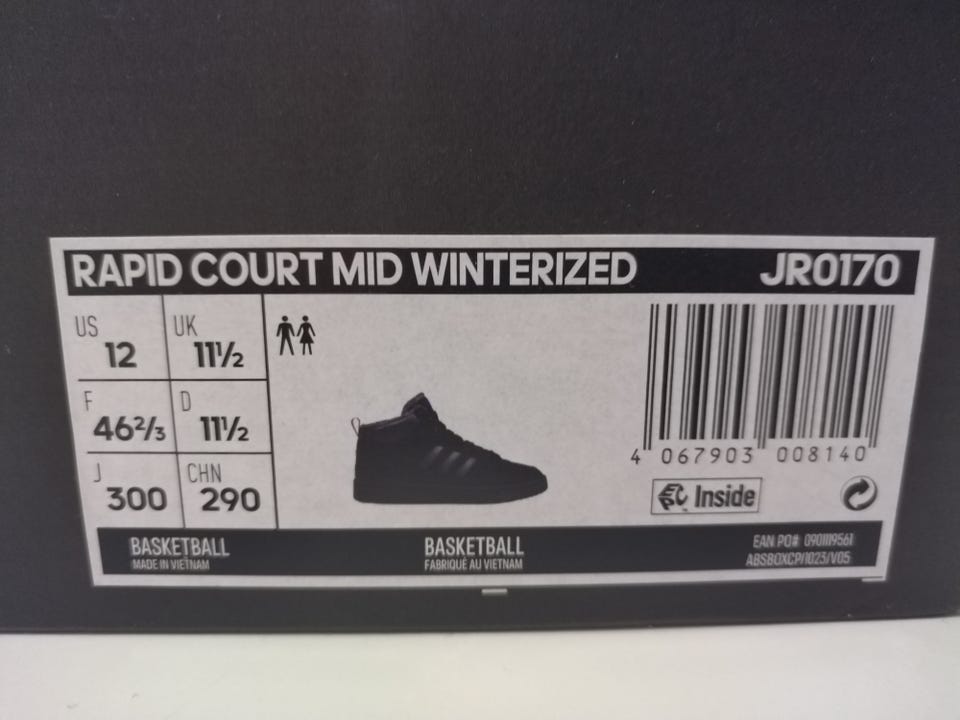 RAPID COURT MID WINTERIZED JR0170
US 12 UK 11½
F 46⅔ D 11½
J 300 CHN 290
4 067903 008140
EPC Inside
BASKETBALL BASKETBALL EAN PO# 0901119561
MADE IN VIETNAM FABRIQUÉ AU VIETNAM ABSBOXCP/1023/V05